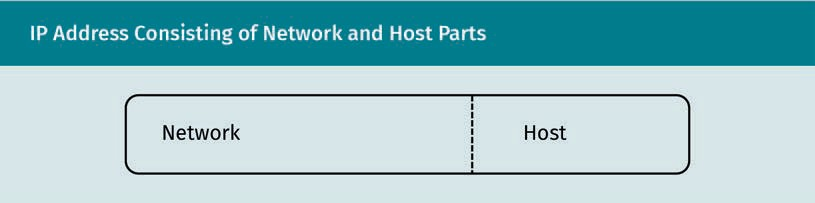 IP Address Consisting of Network and Host Parts
Network Host